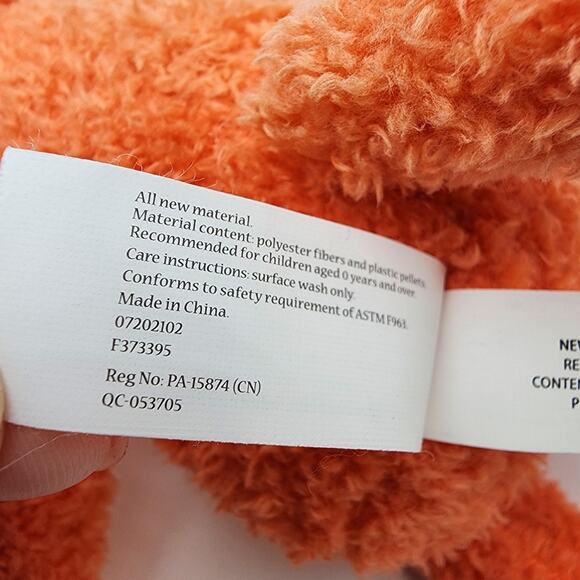 All new material.
Material content: polyester fibers and plastic pellets.
Recommended for children aged 0 years and over.
Care instructions: surface wash only.
Conforms to safety requirement of ASTM F963.
Made in China.
07202102
F373395
Reg No: PA-15874 (CN)
QC-053705
NEW
RE
CONTEN
P